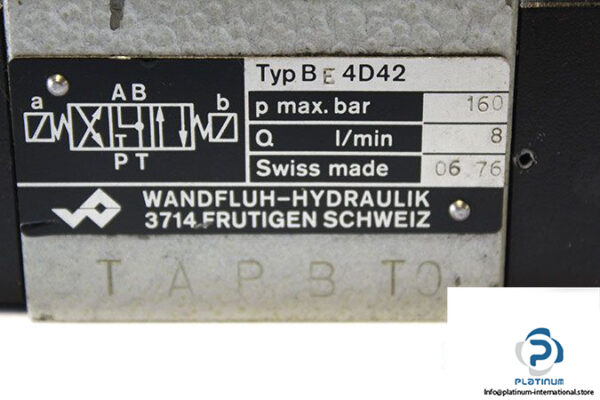 Typ B E 4D42
a A B b
P T
T
p max. bar 160
Q l/min 8
Swiss made 06 76
WANDFLUH-HYDRAULIK
3714 FRUTIGEN SCHWEIZ
T A P B TO
PLATINUM
Info@platinum-international.store